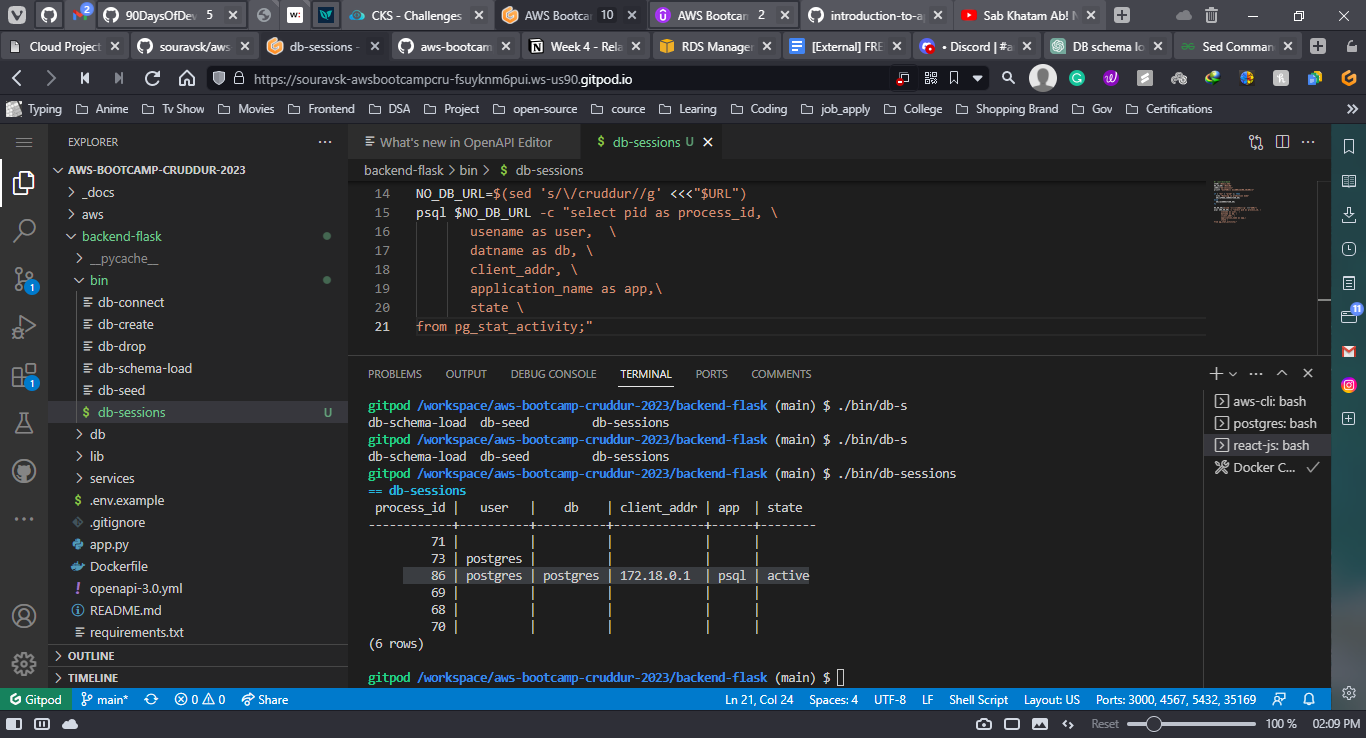 2
90DaysOfDev 5
w:
CKS - Challenges
AWS Bootcam 10
AWS Bootcam 2
introduction-to-ap
Sab Khatam Ab! N
Cloud Project
souravsk/aws
db-sessions -
aws-bootcam
Week 4 - Rela
RDS Manager
[External] FRE
• Discord | #a
DB schema lo
Sed Comman
https://souravsk-awsbootcampcru-fsuyknm6pui.ws-us90.gitpod.io
Typing Anime Tv Show Movies Frontend DSA Project open-source cource Learing Coding job_apply College Shopping Brand Gov Certifications
EXPLORER
AWS-BOOTCAMP-CRUDDUR-2023
_docs
aws
backend-flask
__pycache__
bin
db-connect
db-create
db-drop
db-schema-load
db-seed
db-sessions U
db
lib
services
.env.example
.gitignore
app.py
Dockerfile
openapi-3.0.yml
README.md
requirements.txt
OUTLINE
TIMELINE
1
1
What's new in OpenAPI Editor
db-sessions U
backend-flask > bin > $ db-sessions
14 NO_DB_URL=$(sed 's/\/cruddur//g' <<<"$URL")
15 psql $NO_DB_URL -c "select pid as process_id, \
16 usename as user,  \
17 datname as db, \
18 client_addr, \
19 application_name as app,\
20 state \
21 from pg_stat_activity;"
PROBLEMS OUTPUT DEBUG CONSOLE TERMINAL PORTS COMMENTS
gitpod /workspace/aws-bootcamp-cruddur-2023/backend-flask (main) $ ./bin/db-s
db-schema-load  db-seed         db-sessions
gitpod /workspace/aws-bootcamp-cruddur-2023/backend-flask (main) $ ./bin/db-s
db-schema-load  db-seed         db-sessions
gitpod /workspace/aws-bootcamp-cruddur-2023/backend-flask (main) $ ./bin/db-sessions
== db-sessions
process_id | user | db | client_addr | app | state
------------+----------+----------+-------------+------+--------
71 | | | | |
73 | postgres | | | |
86 | postgres | postgres | 172.18.0.1 | psql | active
69 | | | | |
68 | | | | |
70 | | | | |
(6 rows)
gitpod /workspace/aws-bootcamp-cruddur-2023/backend-flask (main) $
aws-cli: bash
postgres: bash
react-js: bash
Docker C...
11
Gitpod main* 0 0 Share Ln 21, Col 24 Spaces: 4 UTF-8 LF Shell Script Layout: US Ports: 3000, 4567, 5432, 35169
Reset 100 % 02:09 PM